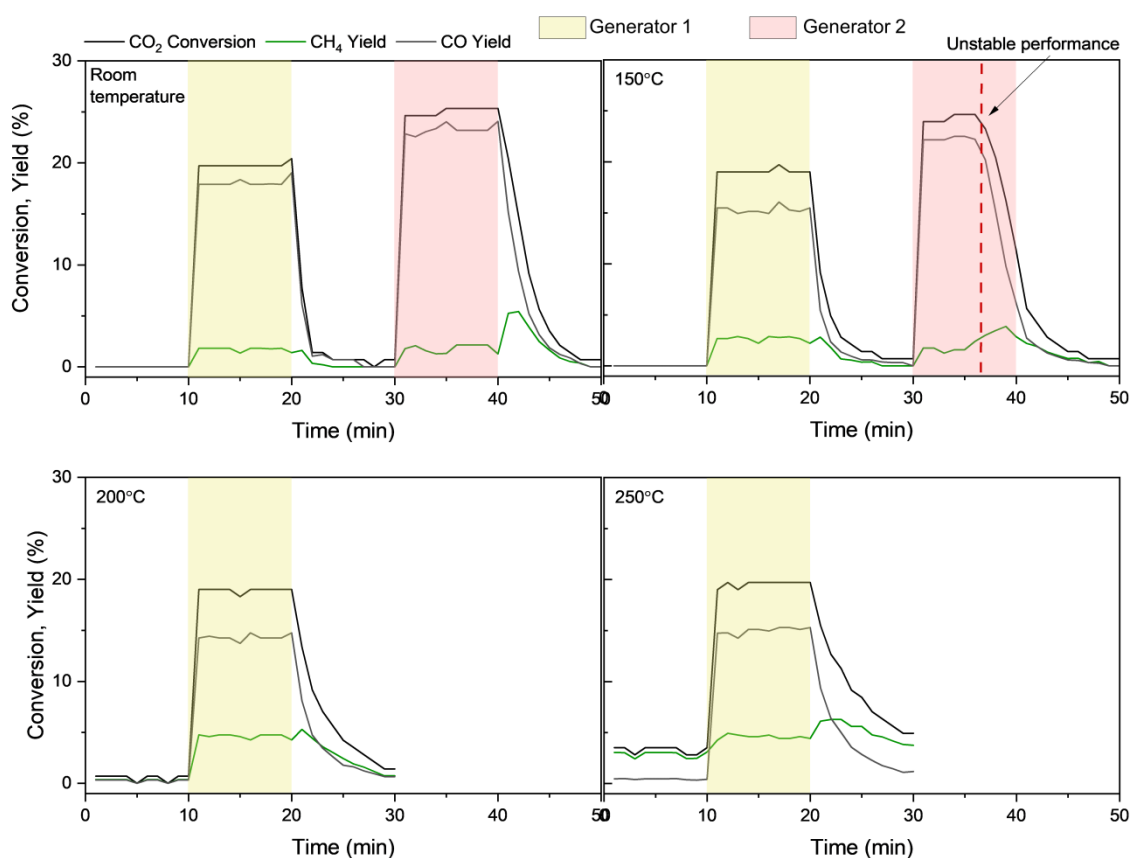 Generator 1
Generator 2
CO₂ Conversion
CH₄ Yield
CO Yield
Unstable performance
Conversion, Yield (%)
30
20
10
0
Room
temperature
0
10
20
30
40
50
Time (min)
150°C
0
10
20
30
40
50
Time (min)
Conversion, Yield (%)
30
20
10
0
200°C
0
10
20
30
40
50
Time (min)
250°C
0
10
20
30
40
50
Time (min)